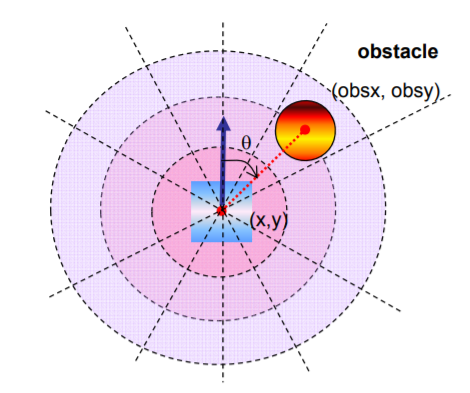 obstacle
(obsx, obsy)
θ
(x,y)